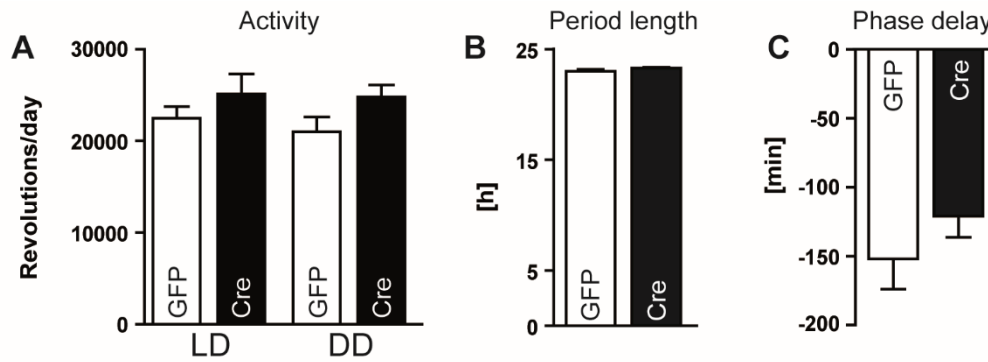 A
Activity
Revolutions/day
30000
20000
10000
0
GFP
Cre
GFP
Cre
LD
DD
B
Period length
[h]
25
15
5
0
GFP
Cre
C
Phase delay
[min]
0
-50
-100
-150
-200
GFP
Cre